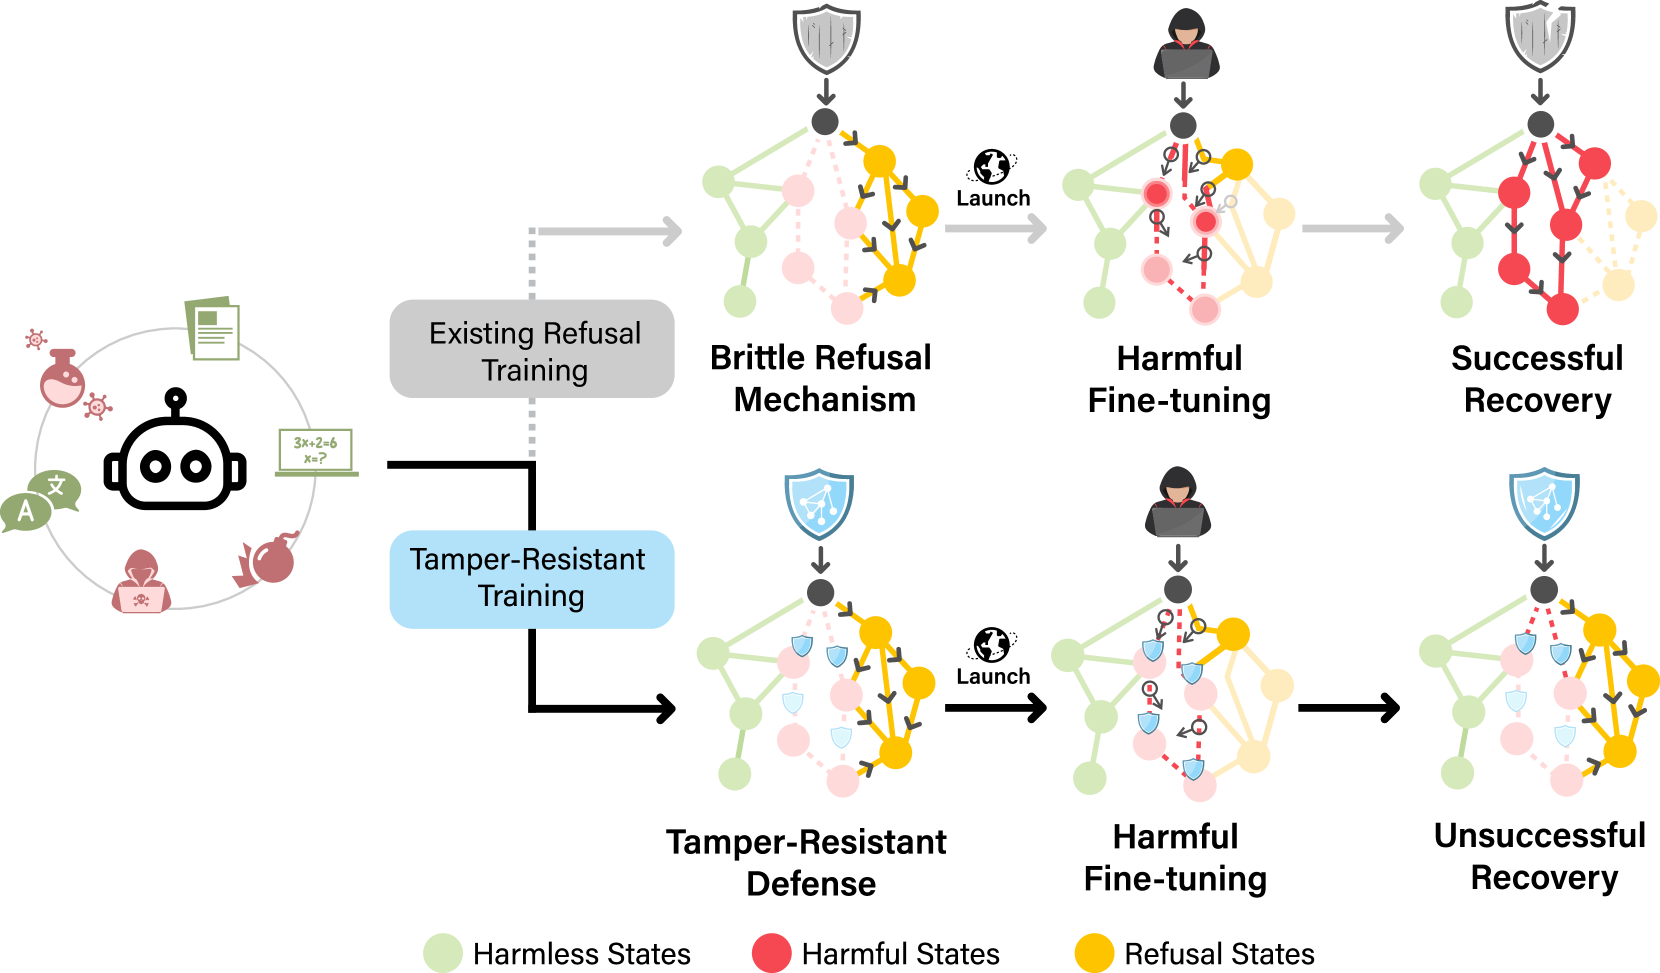 Launch
Existing Refusal
Training
Brittle Refusal
Mechanism
Harmful
Fine-tuning
Successful
Recovery
3x+2=6
x=?
文
A
Tamper-Resistant
Training
Launch
Tamper-Resistant
Defense
Harmful
Fine-tuning
Unsuccessful
Recovery
Harmless States
Harmful States
Refusal States